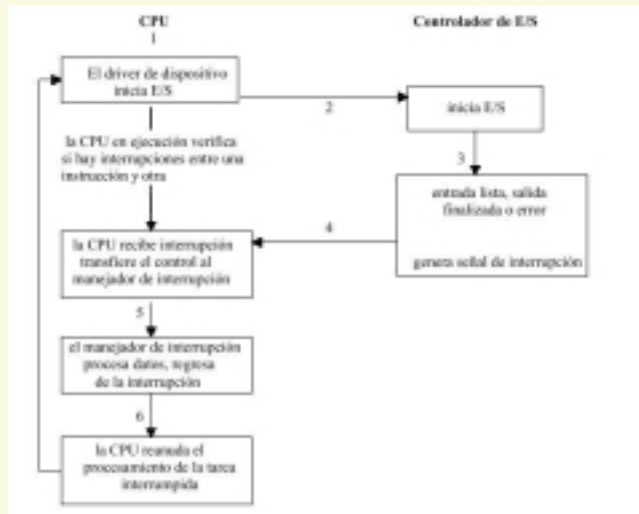 CPU
Controlador de E/S
1
El driver de dispositivo
inicia E/S
2
inicia E/S
la CPU en ejecución verifica
si hay interrupciones entre una
instrucción y otra
3
entrada lista, salida
finalizada o error
genera señal de interrupción
4
la CPU recibe interrupción
transfiere el control al
manejador de interrupción
5
el manejador de interrupción
procesa datos, regresa
de la interrupción
6
la CPU reanuda el
procesamiento de la tarea
interrumpida